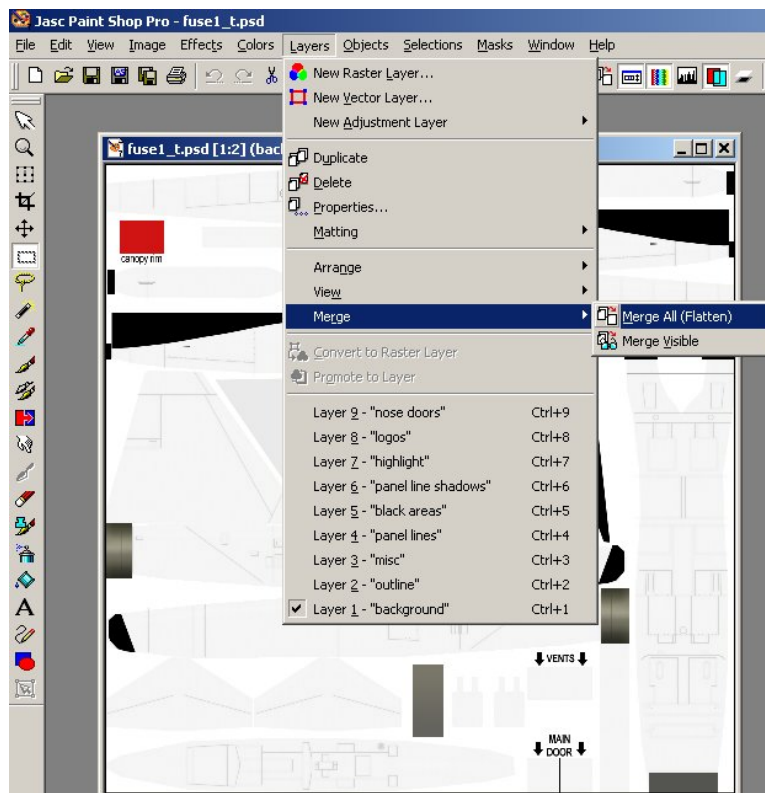 Jasc Paint Shop Pro - fuse1_t.psd
File Edit View Image Effects Colors Layers Objects Selections Masks Window Help
New Raster Layer...
New Vector Layer...
New Adjustment Layer
fuse1_t.psd [1:2] (bac
Duplicate
Delete
Properties...
Matting
canopy rim
Arrange
View
Merge
Merge All (Flatten)
Merge Visible
Convert to Raster Layer
Promote to Layer
Layer 9 - "nose doors" Ctrl+9
Layer 8 - "logos" Ctrl+8
Layer 7 - "highlight" Ctrl+7
Layer 6 - "panel line shadows" Ctrl+6
Layer 5 - "black areas" Ctrl+5
Layer 4 - "panel lines" Ctrl+4
Layer 3 - "misc" Ctrl+3
Layer 2 - "outline" Ctrl+2
Layer 1 - "background" Ctrl+1
A
VENTS
MAIN
DOOR